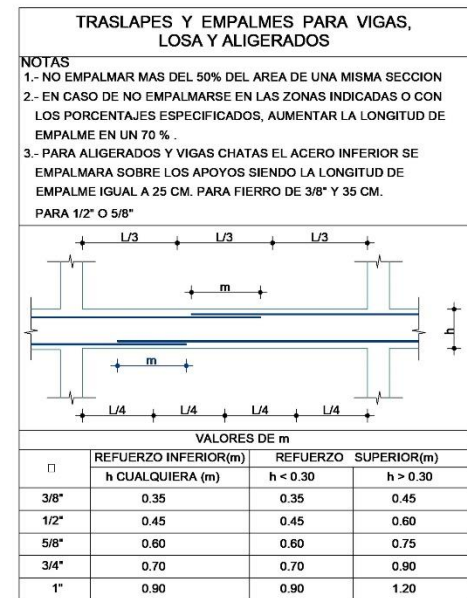 TRASLAPES Y EMPALMES PARA VIGAS,
LOSA Y ALIGERADOS
NOTAS
1.- NO EMPALMAR MAS DEL 50% DEL AREA DE UNA MISMA SECCION
2.- EN CASO DE NO EMPALMARSE EN LAS ZONAS INDICADAS O CON
LOS PORCENTAJES ESPECIFICADOS, AUMENTAR LA LONGITUD DE
EMPALME EN UN 70 % .
3.- PARA ALIGERADOS Y VIGAS CHATAS EL ACERO INFERIOR SE
EMPALMARA SOBRE LOS APOYOS SIENDO LA LONGITUD DE
EMPALME IGUAL A 25 CM. PARA FIERRO DE 3/8" Y 35 CM.
PARA 1/2" O 5/8"
L/3 L/3 L/3
m
h
m
L/4 L/4 L/4 L/4
VALORES DE m
□ REFUERZO INFERIOR(m) REFUERZO SUPERIOR(m)
h CUALQUIERA (m) h < 0.30 h > 0.30
3/8" 0.35 0.35 0.45
1/2" 0.45 0.45 0.60
5/8" 0.60 0.60 0.75
3/4" 0.70 0.70 0.90
1" 0.90 0.90 1.20